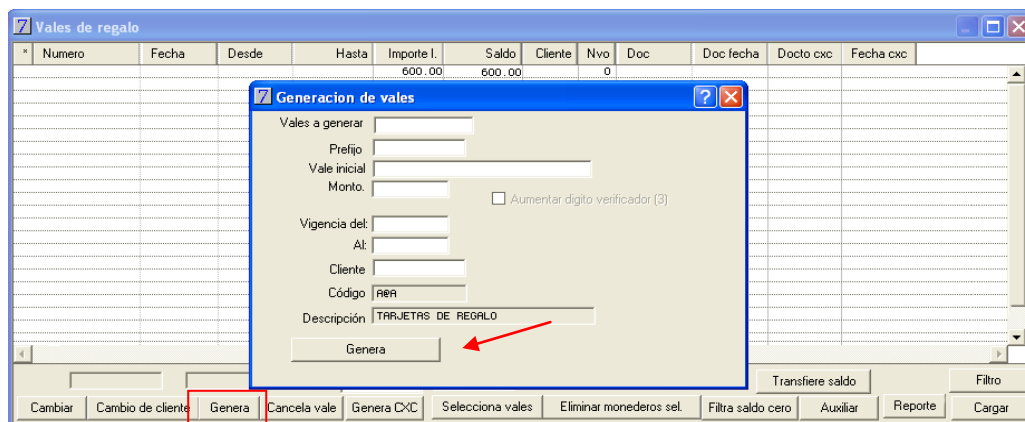 7 Vales de regalo
* Numero Fecha Desde Hasta Importe I. Saldo Cliente Nvo Doc Doc fecha Docto cxc Fecha cxc
600.00 600.00 0
7 Generacion de vales ?
Vales a generar
Prefijo
Vale inicial
Monto.
Aumentar digito verificador (3)
Vigencia del:
Al:
Cliente
Código A@A
Descripción TARJETAS DE REGALO
Genera
Transfiere saldo Filtro
Cambiar Cambio de cliente Genera Cancela vale Genera CXC Selecciona vales Eliminar monederos sel. Filtra saldo cero Auxiliar Reporte Cargar